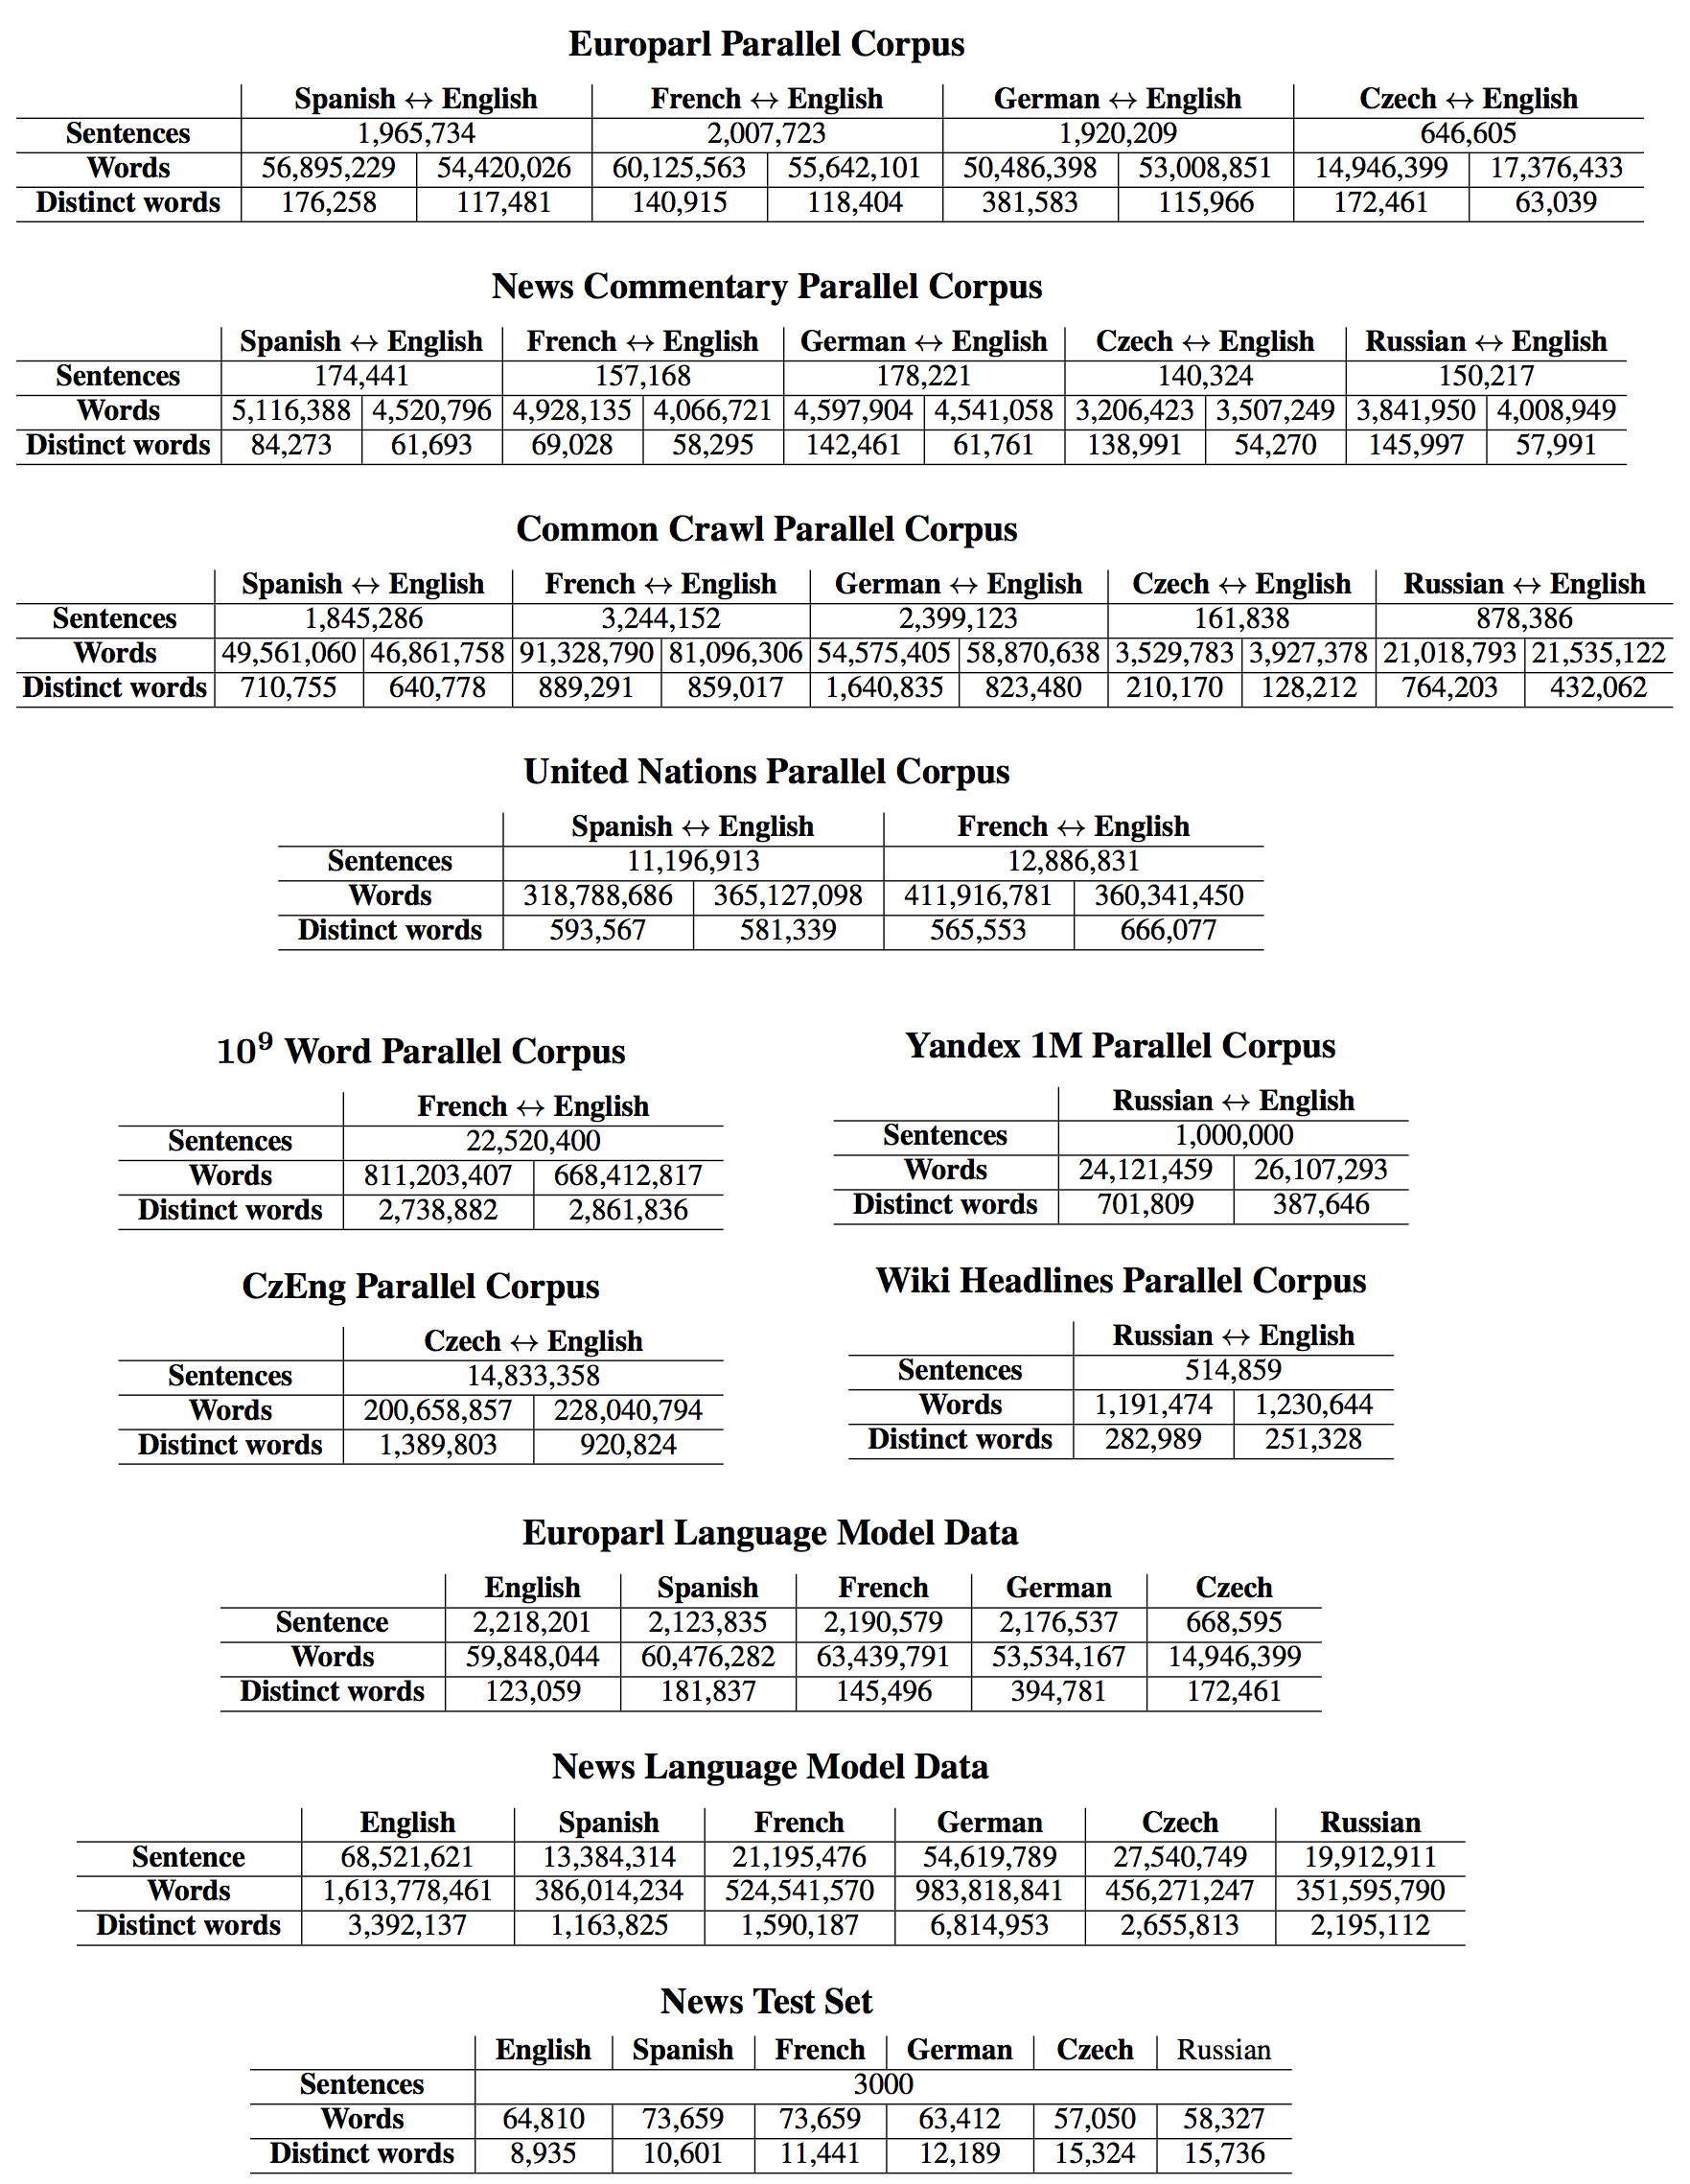 Europarl Parallel Corpus
Spanish ↔ English French ↔ English German ↔ English Czech ↔ English
Sentences 1,965,734 2,007,723 1,920,209 646,605
Words 56,895,229 54,420,026 60,125,563 55,642,101 50,486,398 53,008,851 14,946,399 17,376,433
Distinct words 176,258 117,481 140,915 118,404 381,583 115,966 172,461 63,039
News Commentary Parallel Corpus
Spanish ↔ English French ↔ English German ↔ English Czech ↔ English Russian ↔ English
Sentences 174,441 157,168 178,221 140,324 150,217
Words 5,116,388 4,520,796 4,928,135 4,066,721 4,597,904 4,541,058 3,206,423 3,507,249 3,841,950 4,008,949
Distinct words 84,273 61,693 69,028 58,295 142,461 61,761 138,991 54,270 145,997 57,991
Common Crawl Parallel Corpus
Spanish ↔ English French ↔ English German ↔ English Czech ↔ English Russian ↔ English
Sentences 1,845,286 3,244,152 2,399,123 161,838 878,386
Words 49,561,060 46,861,758 91,328,790 81,096,306 54,575,405 58,870,638 3,529,783 3,927,378 21,018,793 21,535,122
Distinct words 710,755 640,778 889,291 859,017 1,640,835 823,480 210,170 128,212 764,203 432,062
United Nations Parallel Corpus
Spanish ↔ English French ↔ English
Sentences 11,196,913 12,886,831
Words 318,788,686 365,127,098 411,916,781 360,341,450
Distinct words 593,567 581,339 565,553 666,077
10⁹ Word Parallel Corpus
French ↔ English
Sentences 22,520,400
Words 811,203,407 668,412,817
Distinct words 2,738,882 2,861,836
Yandex 1M Parallel Corpus
Russian ↔ English
Sentences 1,000,000
Words 24,121,459 26,107,293
Distinct words 701,809 387,646
CzEng Parallel Corpus
Czech ↔ English
Sentences 14,833,358
Words 200,658,857 228,040,794
Distinct words 1,389,803 920,824
Wiki Headlines Parallel Corpus
Russian ↔ English
Sentences 514,859
Words 1,191,474 1,230,644
Distinct words 282,989 251,328
Europarl Language Model Data
English Spanish French German Czech
Sentence 2,218,201 2,123,835 2,190,579 2,176,537 668,595
Words 59,848,044 60,476,282 63,439,791 53,534,167 14,946,399
Distinct words 123,059 181,837 145,496 394,781 172,461
News Language Model Data
English Spanish French German Czech Russian
Sentence 68,521,621 13,384,314 21,195,476 54,619,789 27,540,749 19,912,911
Words 1,613,778,461 386,014,234 524,541,570 983,818,841 456,271,247 351,595,790
Distinct words 3,392,137 1,163,825 1,590,187 6,814,953 2,655,813 2,195,112
News Test Set
English Spanish French German Czech Russian
Sentences 3000
Words 64,810 73,659 73,659 63,412 57,050 58,327
Distinct words 8,935 10,601 11,441 12,189 15,324 15,736